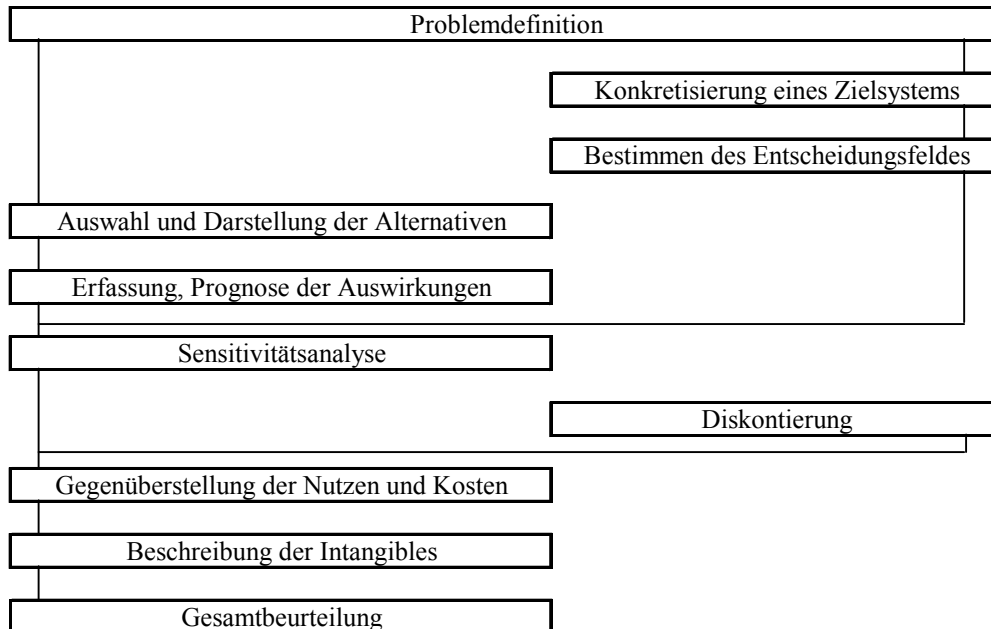 Problemdefinition
Konkretisierung eines Zielsystems
Bestimmen des Entscheidungsfeldes
Auswahl und Darstellung der Alternativen
Erfassung, Prognose der Auswirkungen
Sensitivitätsanalyse
Diskontierung
Gegenüberstellung der Nutzen und Kosten
Beschreibung der Intangibles
Gesamtbeurteilung